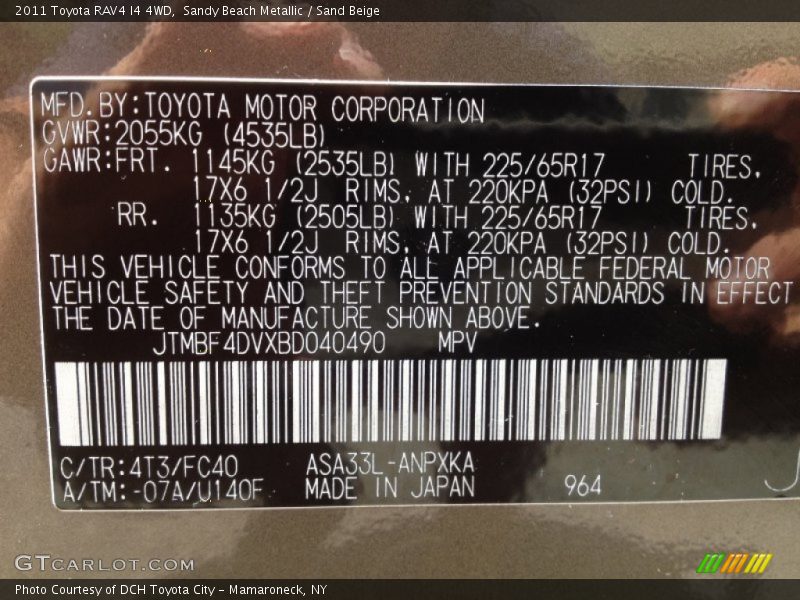 2011 Toyota RAV4 I4 4WD,  Sandy Beach Metallic / Sand Beige
MFD.BY:TOYOTA MOTOR CORPORATION
GVWR:2055KG (4535LB)
GAWR:FRT. 1145KG (2535LB) WITH 225/65R17 TIRES,
17X6 1/2J RIMS, AT 220KPA (32PSI) COLD.
RR. 1135KG (2505LB) WITH 225/65R17 TIRES,
17X6 1/2J RIMS, AT 220KPA (32PSI) COLD.
THIS VEHICLE CONFORMS TO ALL APPLICABLE FEDERAL MOTOR
VEHICLE SAFETY AND THEFT PREVENTION STANDARDS IN EFFECT
THE DATE OF MANUFACTURE SHOWN ABOVE.
JTMBF4DVXBD040490 MPV
C/TR:4T3/FC40 ASA33L-ANPXKA
A/TM:-07A/U140F MADE IN JAPAN 964
GTCARLOT.COM
Photo Courtesy of DCH Toyota City – Mamaroneck, NY